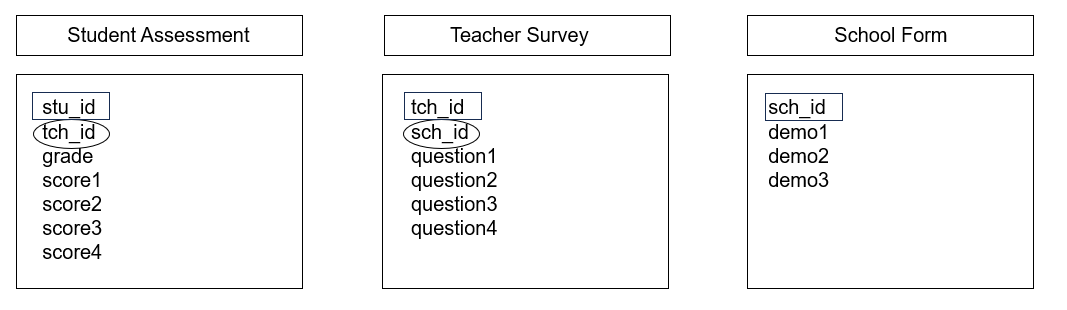 Student Assessment
stu_id
tch_id
grade
score1
score2
score3
score4
Teacher Survey
tch_id
sch_id
question1
question2
question3
question4
School Form
sch_id
demo1
demo2
demo3